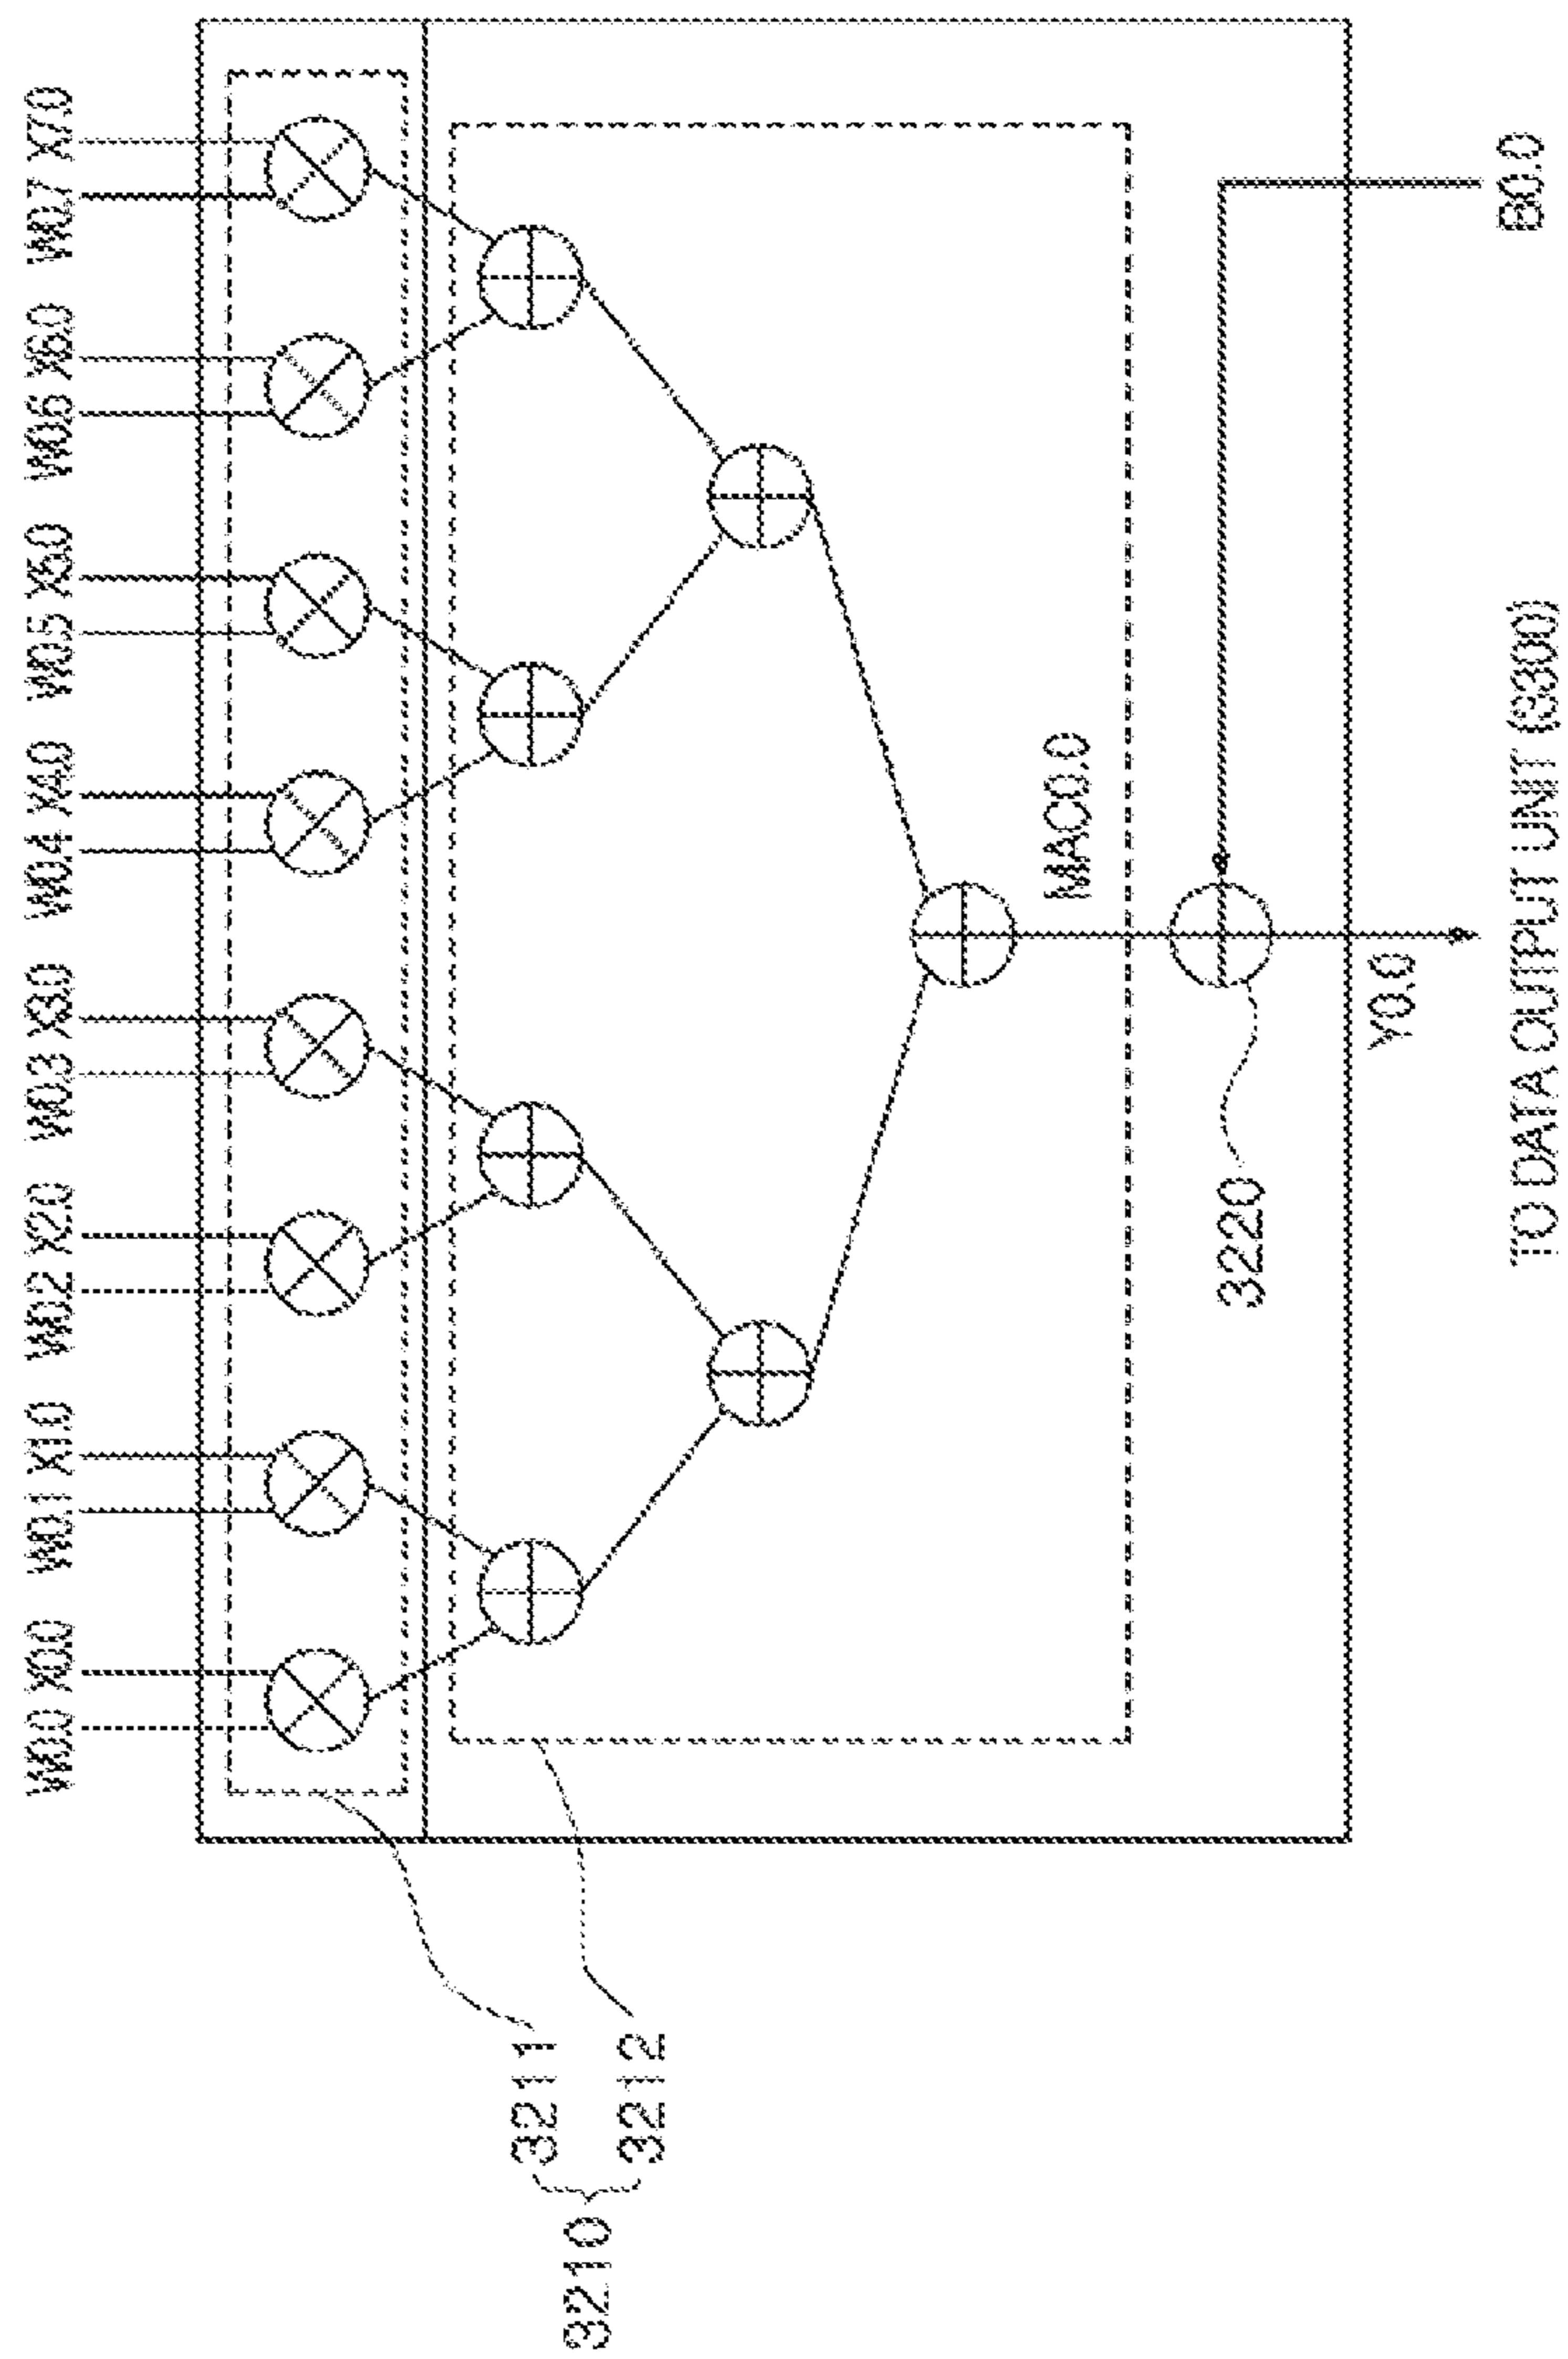 W0.0 X0.0 W0.1 X1.0 W0.2 X2.0 W0.3 X3.0 W0.4 X4.0 W0.5 X5.0 W0.6 X6.0 W0.7 X7.0
3211
3212
3210
MAC0.0
3220
Y0.0
B0.0
TO DATA OUTPUT UNIT (6300)